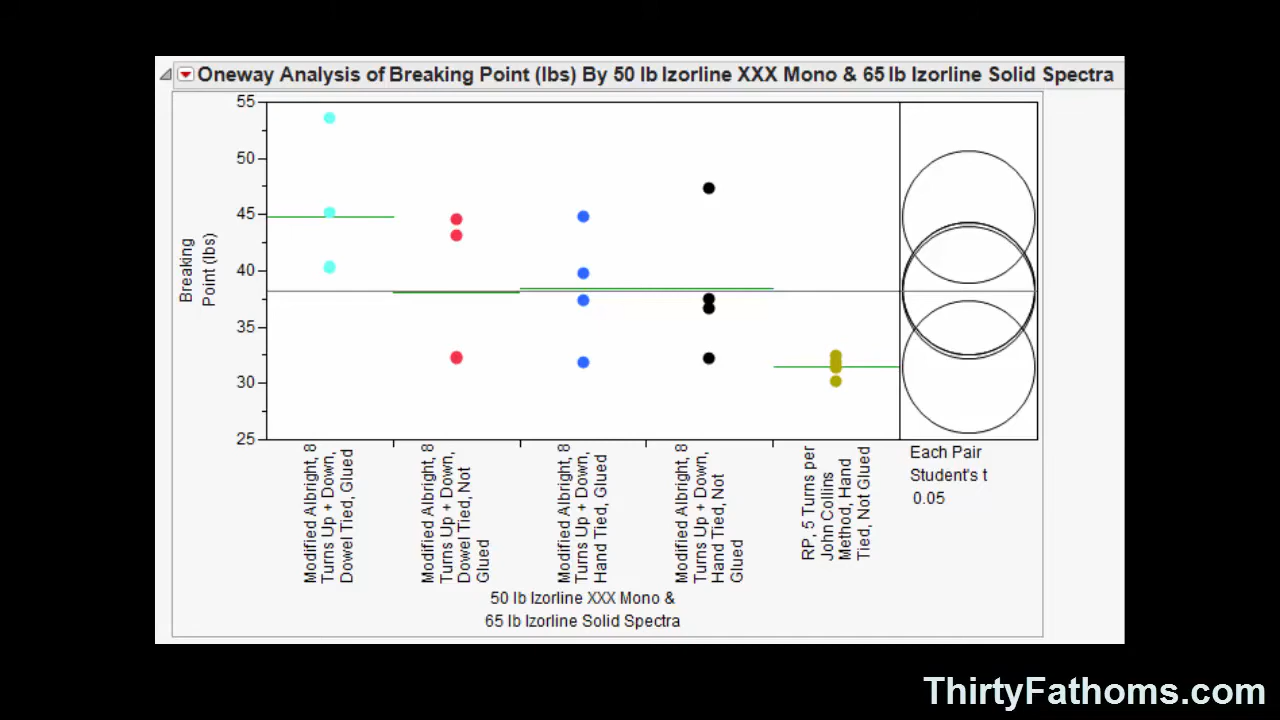 Oneway Analysis of Breaking Point (lbs) By 50 lb Izorline XXX Mono & 65 lb Izorline Solid Spectra
55
50
45
40
35
30
25
Breaking
Point (lbs)
Modified Albright, 8
Turns Up + Down,
Dowel Tied, Glued
Modified Albright, 8
Turns Up + Down,
Dowel Tied, Not
Glued
Modified Albright, 8
Turns Up + Down,
Hand Tied, Glued
Modified Albright, 8
Turns Up + Down,
Hand Tied, Not
Glued
RP, 5 Turns per
John Collins
Method, Hand
Tied, Not Glued
Each Pair
Student's t
0.05
50 lb Izorline XXX Mono &
65 lb Izorline Solid Spectra
ThirtyFathoms.com